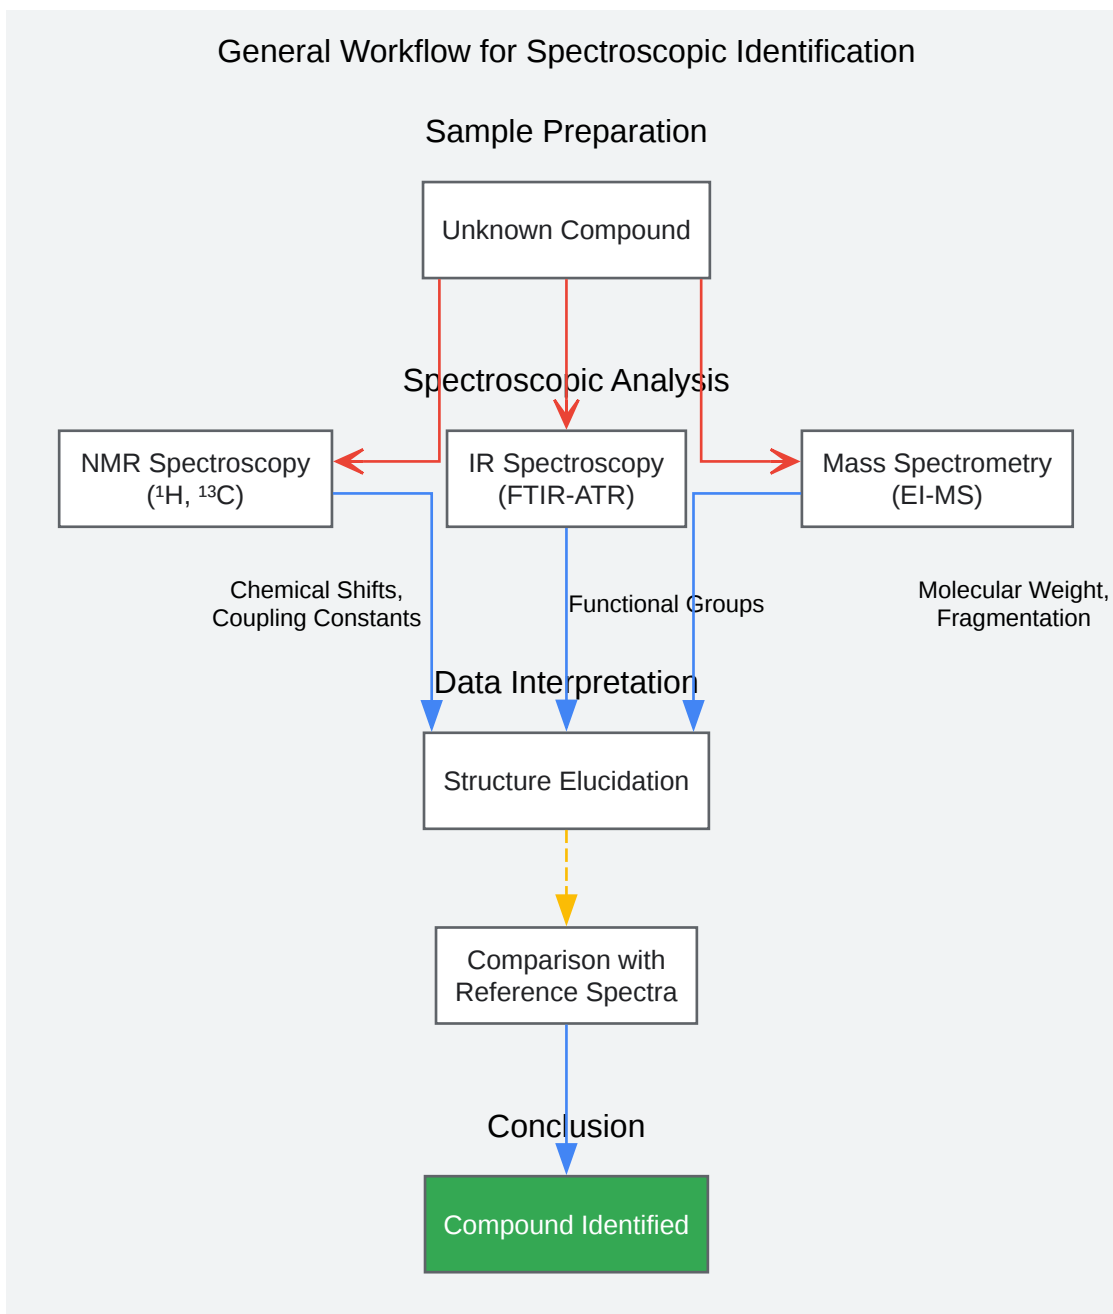 General Workflow for Spectroscopic Identification
Sample Preparation
Unknown Compound
Spectroscopic Analysis
NMR Spectroscopy
(¹H, ¹³C)
IR Spectroscopy
(FTIR-ATR)
Mass Spectrometry
(EI-MS)
Chemical Shifts,
Coupling Constants
Functional Groups
Molecular Weight,
Fragmentation
Data Interpretation
Structure Elucidation
Comparison with
Reference Spectra
Conclusion
Compound Identified